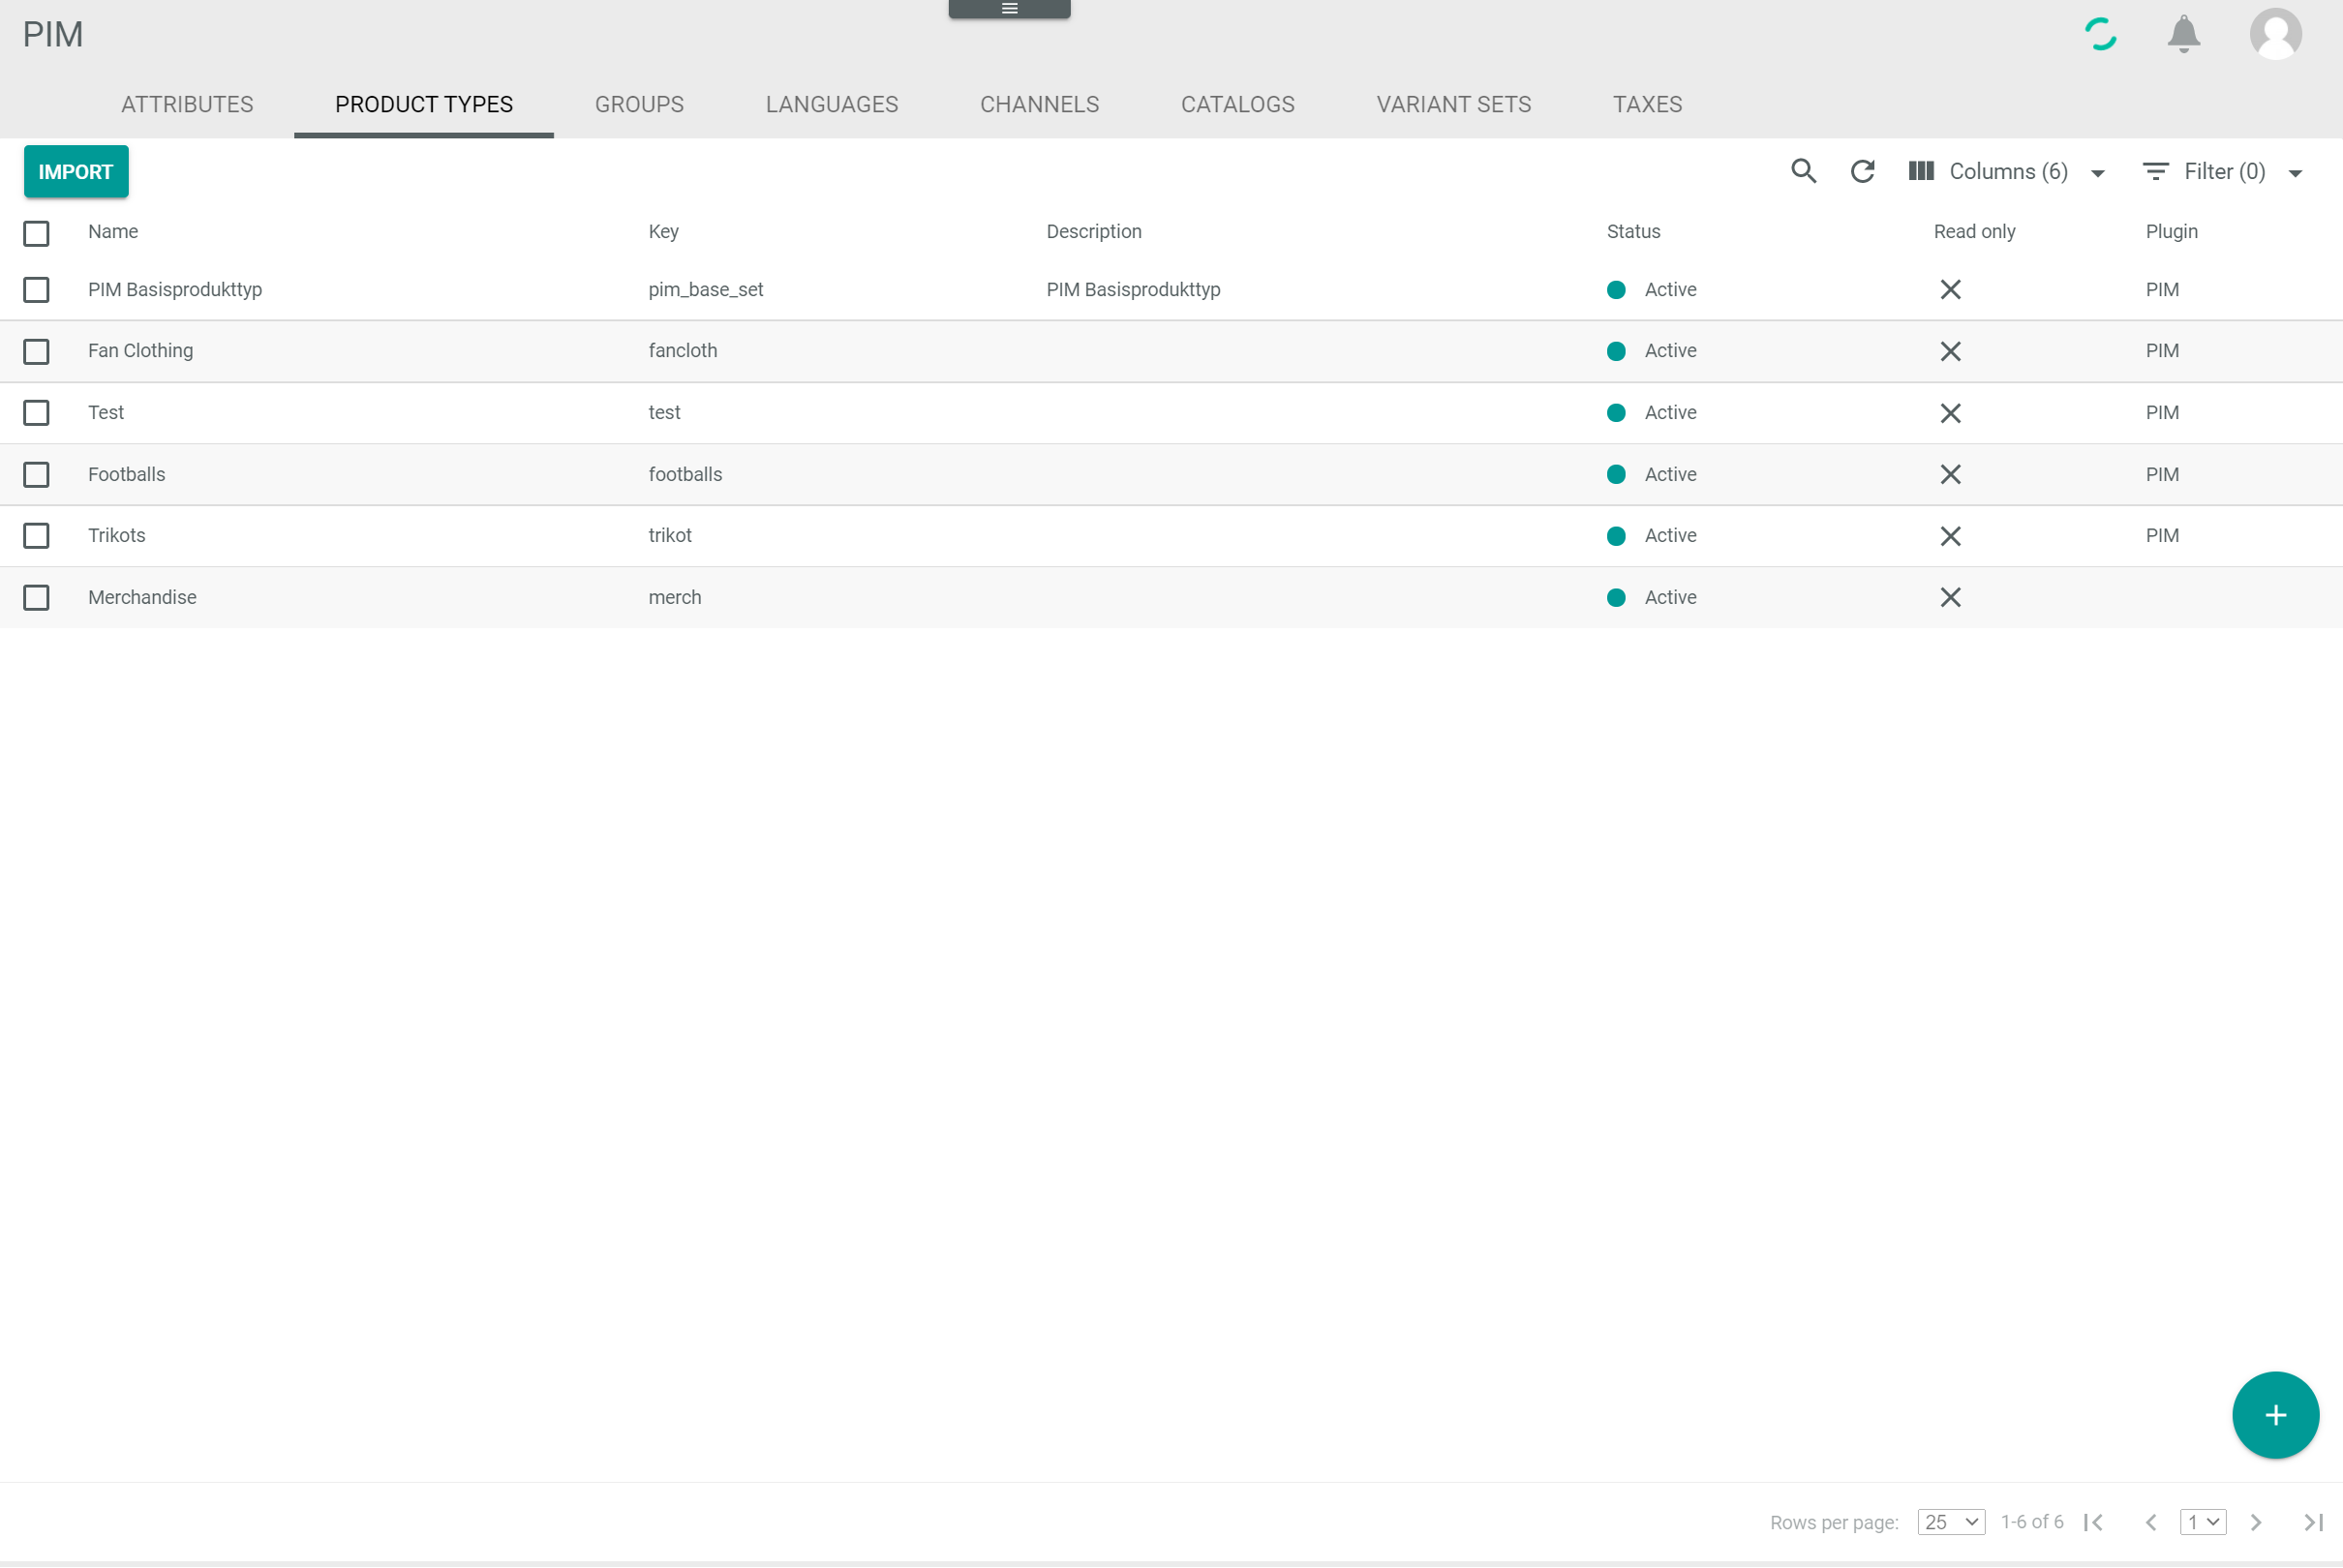 PIM
ATTRIBUTES PRODUCT TYPES GROUPS LANGUAGES CHANNELS CATALOGS VARIANT SETS TAXES
IMPORT Columns (6) Filter (0)
Name Key Description Status Read only Plugin
PIM Basisprodukttyp pim_base_set PIM Basisprodukttyp Active PIM
Fan Clothing fancloth Active PIM
Test test Active PIM
Footballs footballs Active PIM
Trikots trikot Active PIM
Merchandise merch Active
Rows per page: 25 1-6 of 6 1